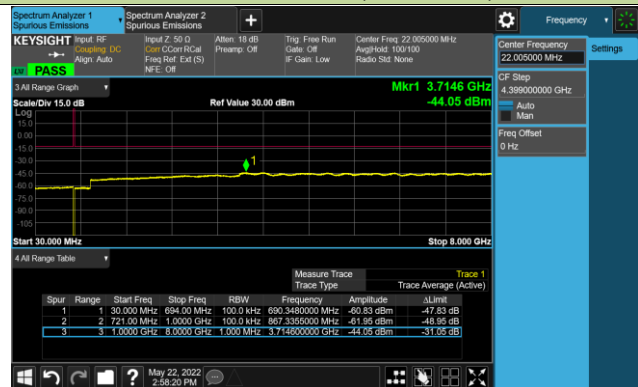 Spectrum Analyzer 1
Spurious Emissions
Spectrum Analyzer 2
Spurious Emissions
+
Frequency
KEYSIGHT
Input: RF
Coupling: DC
Align: Auto
Input Z: 50 Ω
Corr CCorr RCal
Freq Ref: Ext (S)
NFE: Off
Atten: 18 dB
Preamp: Off
Trig: Free Run
Gate: Off
IF Gain: Low
Center Freq: 22.005000 MHz
Avg|Hold: 100/100
Radio Std: None
PASS
Center Frequency
22.005000 MHz
Settings
CF Step
4.399000000 GHz
Auto
Man
Freq Offset
0 Hz
3 All Range Graph
Mkr1 3.7146 GHz
-44.05 dBm
Scale/Div 15.0 dB
Ref Value 30.00 dBm
Log
15.0
0.00
-15.0
-30.0
-45.0
-60.0
-75.0
-90.0
-105
1
Start 30.000 MHz
Stop 8.000 GHz
4 All Range Table
Measure Trace Trace 1
Trace Type Trace Average (Active)
Spur Range Start Freq Stop Freq RBW Frequency Amplitude ΔLimit
1 1 30.000 MHz 694.00 MHz 100.0 kHz 690.3480000 MHz -60.83 dBm -47.83 dB
2 2 721.00 MHz 1.0000 GHz 100.0 kHz 867.3355000 MHz -61.95 dBm -48.95 dB
3 3 1.0000 GHz 8.0000 GHz 1.000 MHz 3.714600000 GHz -44.05 dBm -31.05 dB
?
May 22, 2022
2:58:20 PM